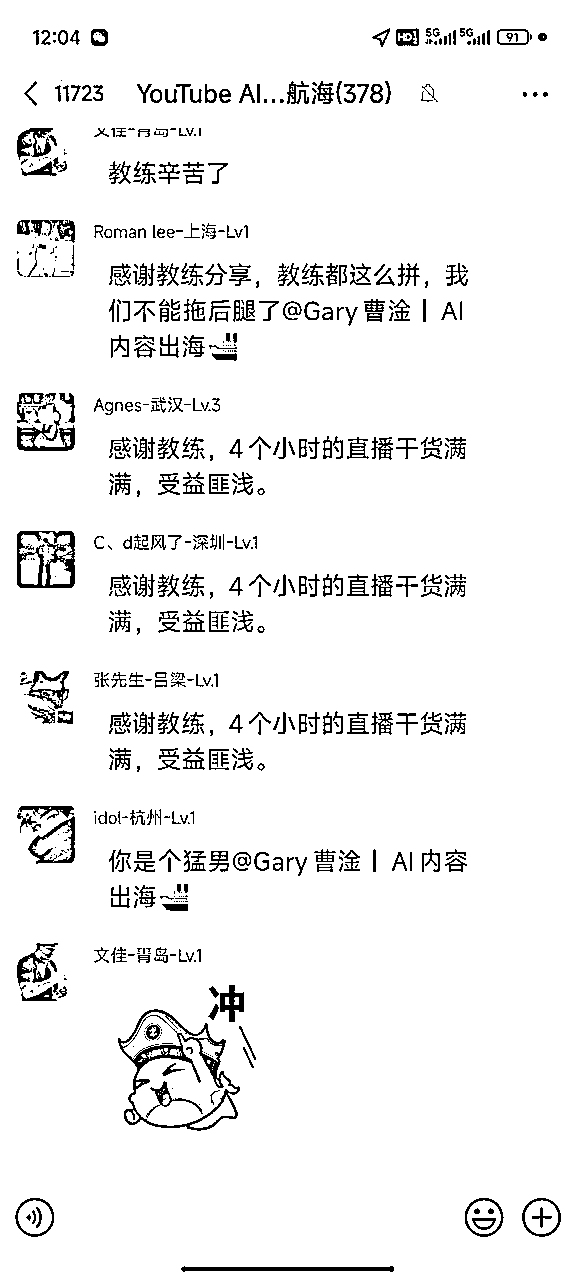 12:04
HD 5G 5G 91
11723 YouTube AI...航海(378)
文佳-青岛-Lv.1
教练辛苦了
Roman lee-上海-Lv1
感谢教练分享，教练都这么拼，我
们不能拖后腿了@Gary 曹淦丨 AI
内容出海🚢
Agnes-武汉-Lv.3
感谢教练，4 个小时的直播干货满
满，受益匪浅。
C、d起风了-深圳-Lv.1
感谢教练，4 个小时的直播干货满
满，受益匪浅。
张先生-吕梁-Lv.1
感谢教练，4 个小时的直播干货满
满，受益匪浅。
idol-杭州-Lv.1
你是个猛男@Gary 曹淦丨 AI 内容
出海🚢
文佳-青岛-Lv.1
冲